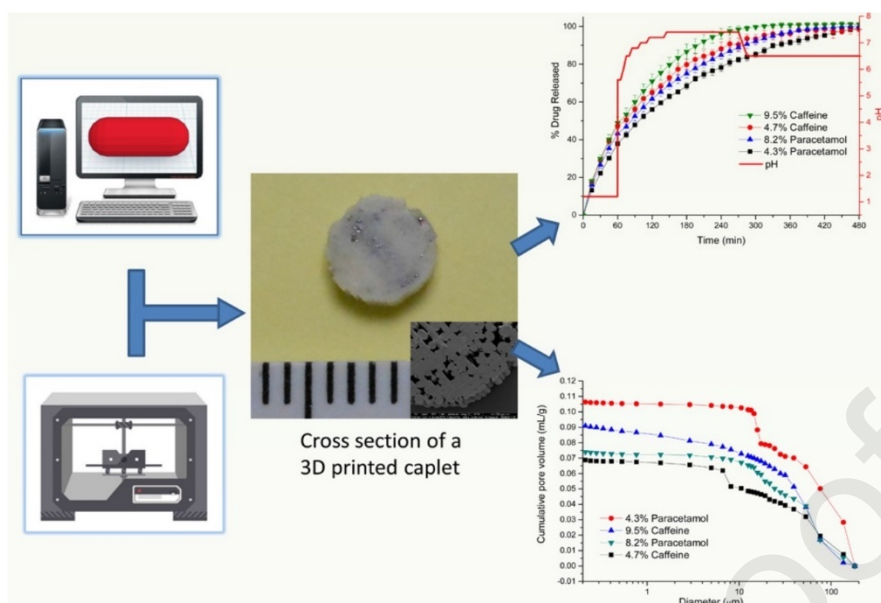 100
80
60
40
20
0
% Drug Released
8
7
6
5
4
3
2
1
pH
9.5% Caffeine
4.7% Caffeine
8.2% Paracetamol
4.3% Paracetamol
pH
0 60 120 180 240 300 360 420 480
Time (min)
Cross section of a
3D printed caplet
0.12
0.11
0.10
0.09
0.08
0.07
0.06
0.05
0.04
0.03
0.02
0.01
0.00
-0.01
Cumulative pore volume (mL/g)
4.3% Paracetamol
9.5% Caffeine
8.2% Paracetamol
4.7% Caffeine
1 10 100
Diameter (μm)